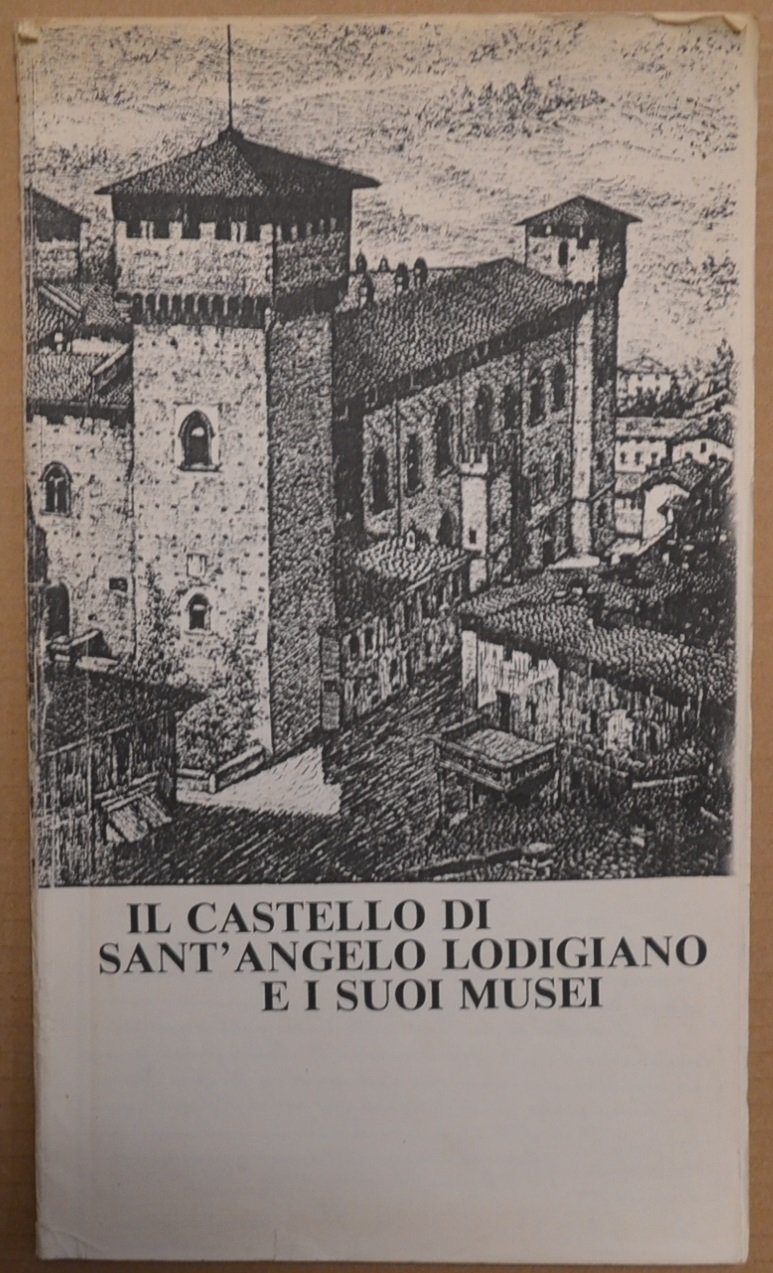 IL CASTELLO DI
SANT'ANGELO LODIGIANO
E I SUOI MUSEI